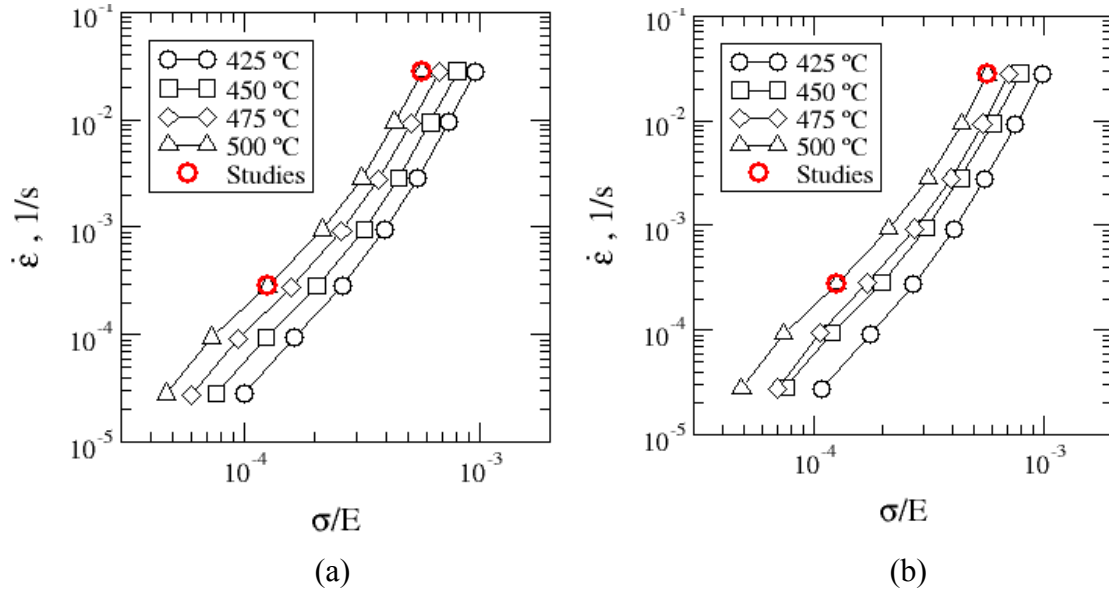 10⁻¹
10⁻²
10⁻³
10⁻⁴
10⁻⁵
ε̇ , 1/s
425 ºC
450 ºC
475 ºC
500 ºC
Studies
10⁻⁴ 10⁻³
σ/E
(a)
10⁻¹
10⁻²
10⁻³
10⁻⁴
10⁻⁵
ε̇ , 1/s
425 ºC
450 ºC
475 ºC
500 ºC
Studies
10⁻⁴ 10⁻³
σ/E
(b)